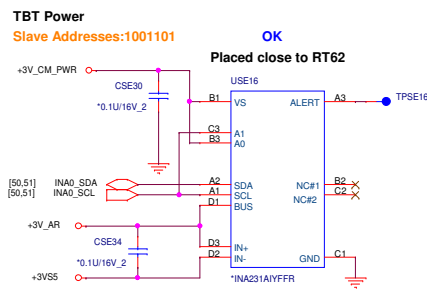 TBT Power
Slave Addresses:1001101
OK
Placed close to RT62
+3V_CM_PWR
CSE30
*0.1U/16V_2
USE16
B1 VS
ALERT A3
TPSE16
C3 A1
B3 A0
[50,51] INA0_SDA
A2 SDA
NC#1 B2
[50,51] INA0_SCL
A1 SCL
NC#2 C2
D1 BUS
+3V_AR
CSE34
*0.1U/16V_2
D3 IN+
D2 IN-
GND C1
+3VS5
*INA231AIYFFR